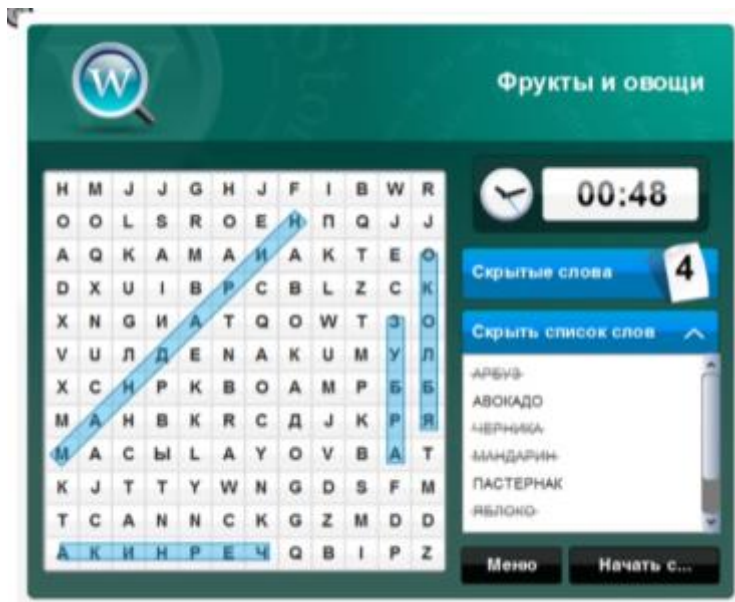 W
Фрукты и овощи
00:48
H M J J G H J F I B W R
O O L S R O E Н П Q J J
A Q K A M A И A K T E О
D X U I B Р C B L Z C К
X N G И А T Q O W T З О
V U Л Д E N A K U M У Л
X C Н P K B O A M P Б Б
M А H B K R C Д J K Р Я
М A C Ы L A Y O V B А T
K J T T Y W N G D S F M
T C A N N C K G Z M D D
А К И Н Р Е Ч Q B I P Z
Скрытые слова 4
Скрыть список слов
АРБУЗ
АВОКАДО
ЧЕРНИКА
МАНДАРИН
ПАСТЕРНАК
ЯБЛОКО
Меню
Начать с...